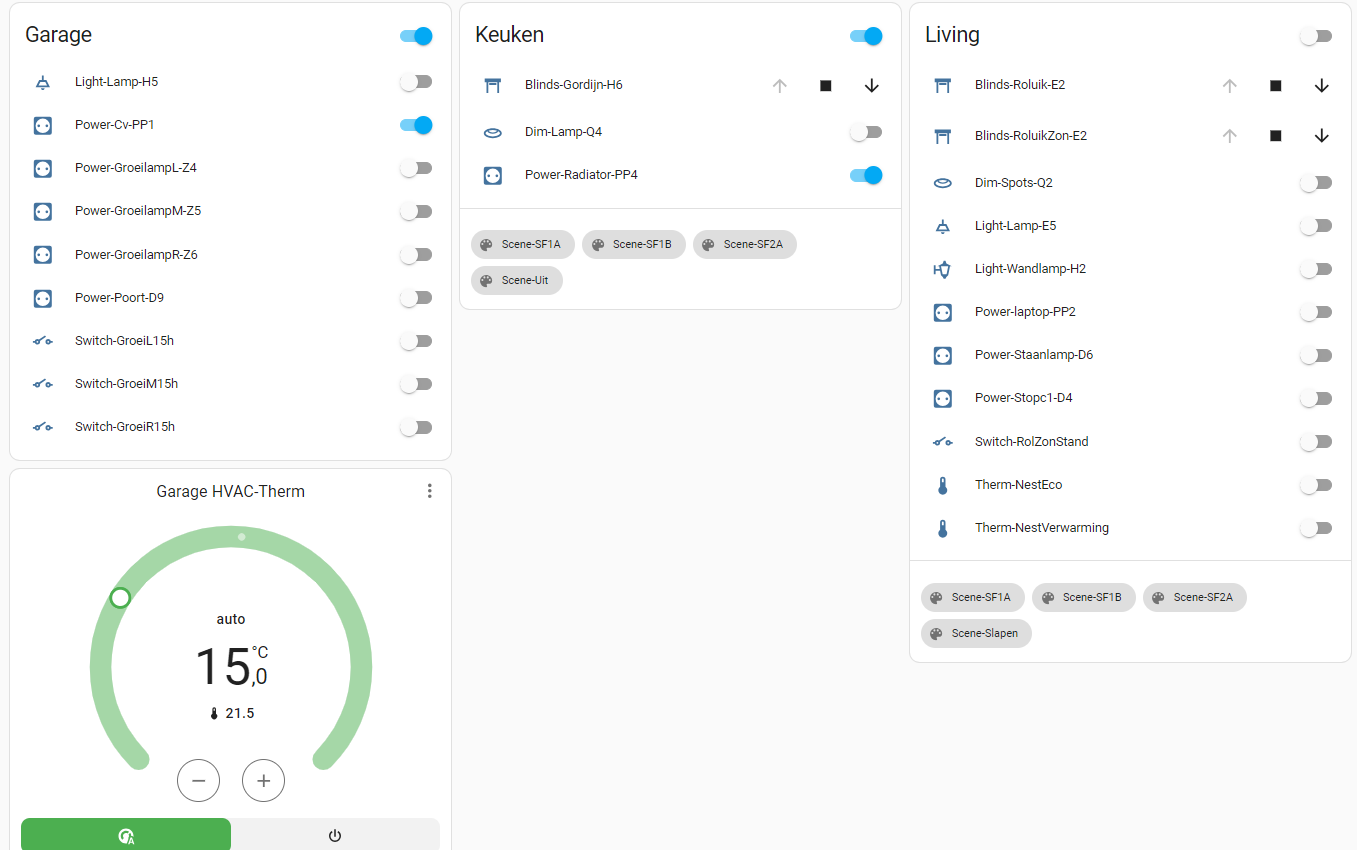 Garage
Light-Lamp-H5
Power-Cv-PP1
Power-GroeilampL-Z4
Power-GroeilampM-Z5
Power-GroeilampR-Z6
Power-Poort-D9
Switch-GroeiL15h
Switch-GroeiM15h
Switch-GroeiR15h
Garage HVAC-Therm
auto
15,0 °C
21.5
Keuken
Blinds-Gordijn-H6
Dim-Lamp-Q4
Power-Radiator-PP4
Scene-SF1A Scene-SF1B Scene-SF2A
Scene-Uit
Living
Blinds-Roluik-E2
Blinds-RoluikZon-E2
Dim-Spots-Q2
Light-Lamp-E5
Light-Wandlamp-H2
Power-laptop-PP2
Power-Staanlamp-D6
Power-Stopc1-D4
Switch-RolZonStand
Therm-NestEco
Therm-NestVerwarming
Scene-SF1A Scene-SF1B Scene-SF2A
Scene-Slapen